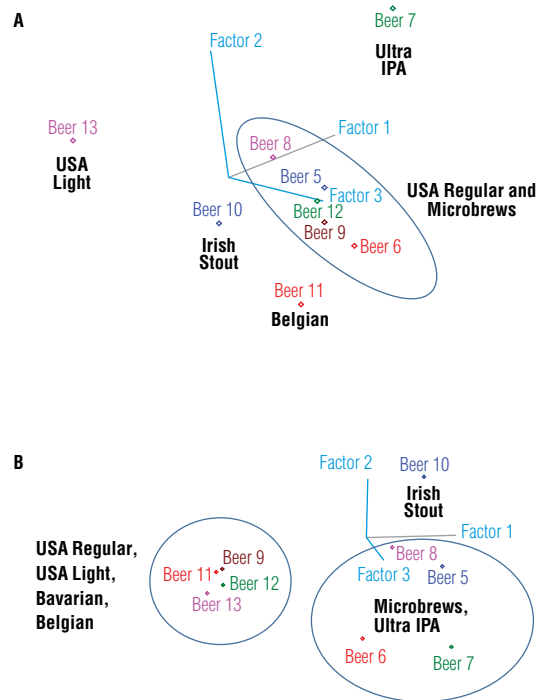 A
Beer 7
Ultra
IPA
Factor 2
Beer 13
USA
Light
Factor 1
Beer 8
Beer 5
Factor 3
USA Regular and
Microbrews
Beer 10
Beer 12
Beer 9
Irish
Stout
Beer 6
Beer 11
Belgian
B
Factor 2
Beer 10
Irish
Stout
Factor 1
USA Regular,
USA Light,
Bavarian,
Belgian
Beer 9
Beer 11
Beer 12
Beer 13
Beer 8
Factor 3
Beer 5
Microbrews,
Ultra IPA
Beer 6
Beer 7